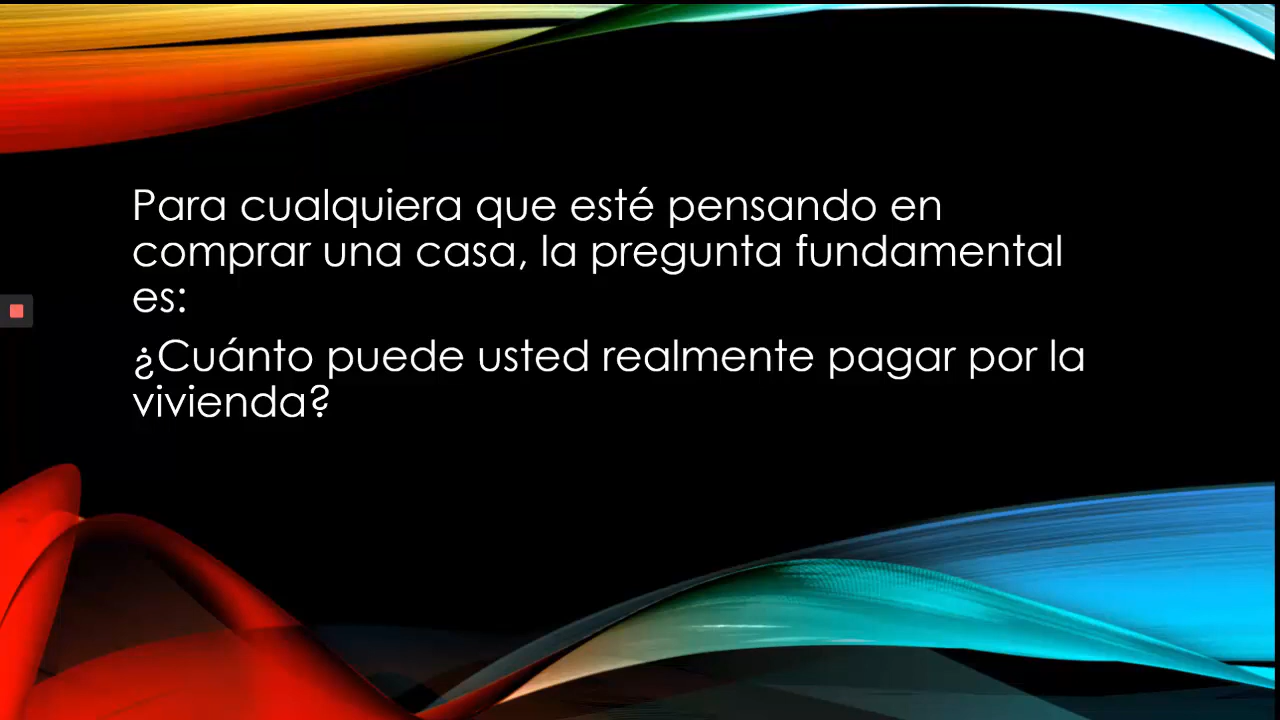 Para cualquiera que esté pensando en
comprar una casa, la pregunta fundamental
es:
¿Cuánto puede usted realmente pagar por la
vivienda?